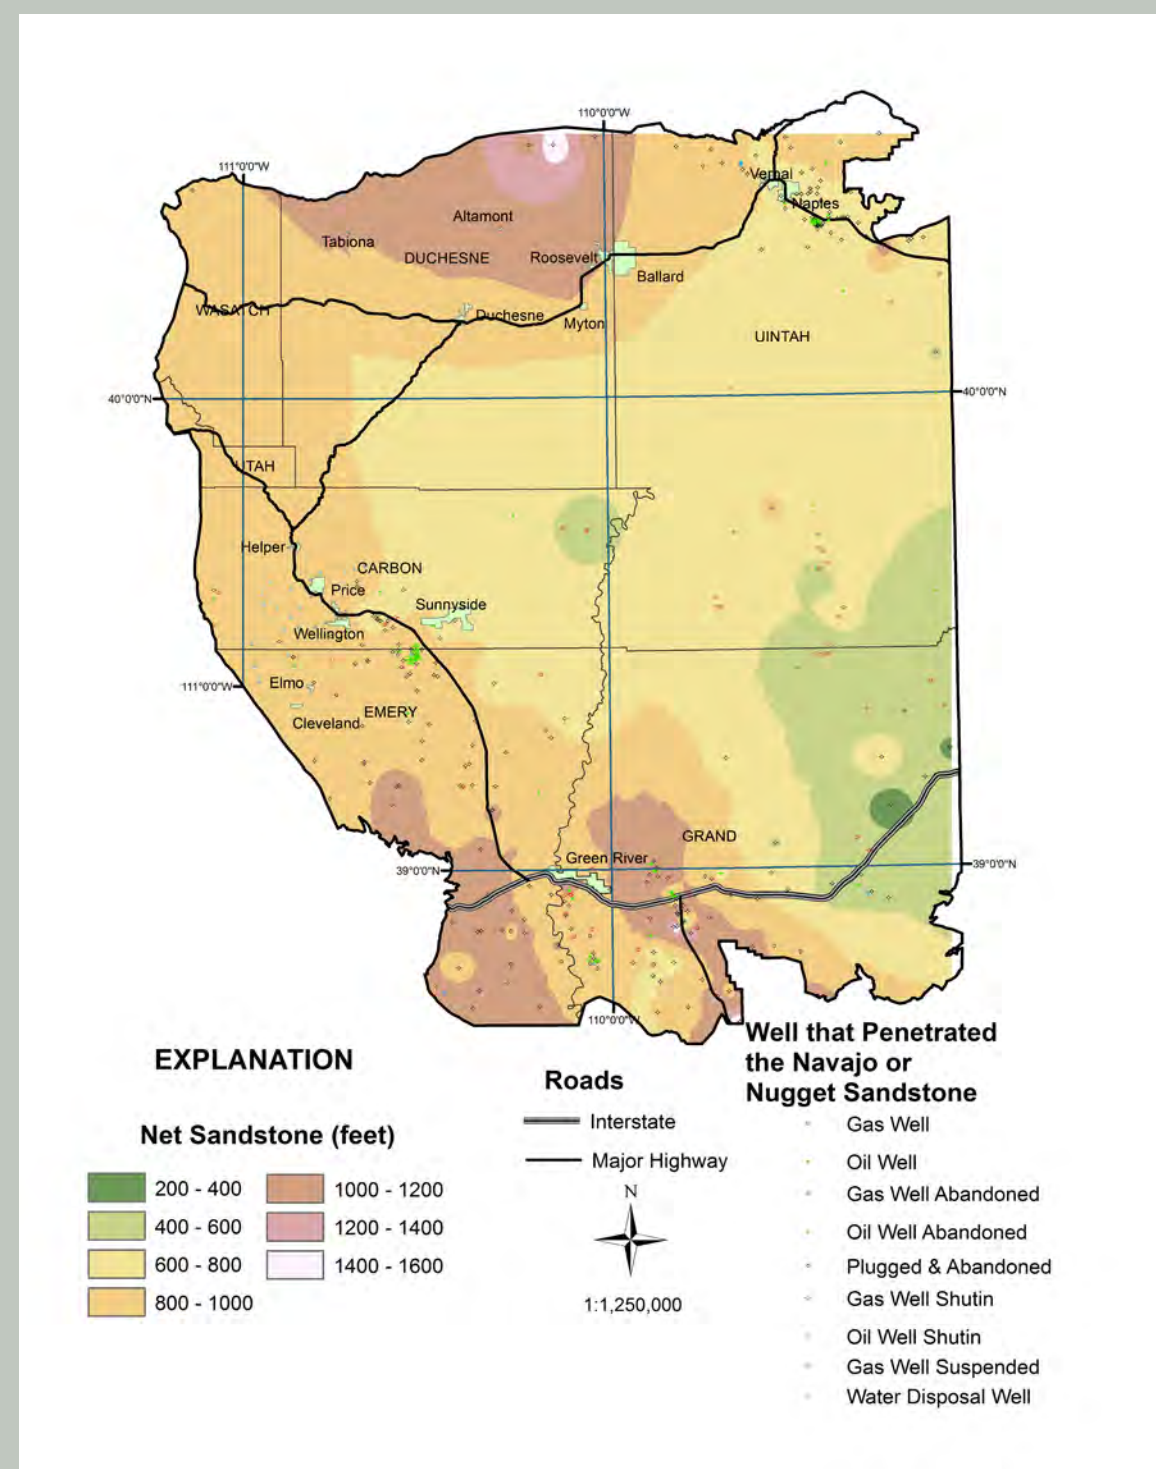 110°0'0"W
111°0'0"W
Vernal
Naples
Altamont
Tabiona
DUCHESNE
Roosevelt
Ballard
WASATCH
Duchesne
Myton
UINTAH
40°0'0"N
40°0'0"N
UTAH
Helper
CARBON
Price
Sunnyside
Wellington
111°0'0"W
Elmo
EMERY
Cleveland
GRAND
Green River
39°0'0"N
39°0'0"N
110°0'0"W
Well that Penetrated
the Navajo or
Nugget Sandstone
EXPLANATION
Net Sandstone (feet)
200 - 400
400 - 600
600 - 800
800 - 1000
1000 - 1200
1200 - 1400
1400 - 1600
Roads
Interstate
Major Highway
N
1:1,250,000
Gas Well
Oil Well
Gas Well Abandoned
Oil Well Abandoned
Plugged & Abandoned
Gas Well Shutin
Oil Well Shutin
Gas Well Suspended
Water Disposal Well